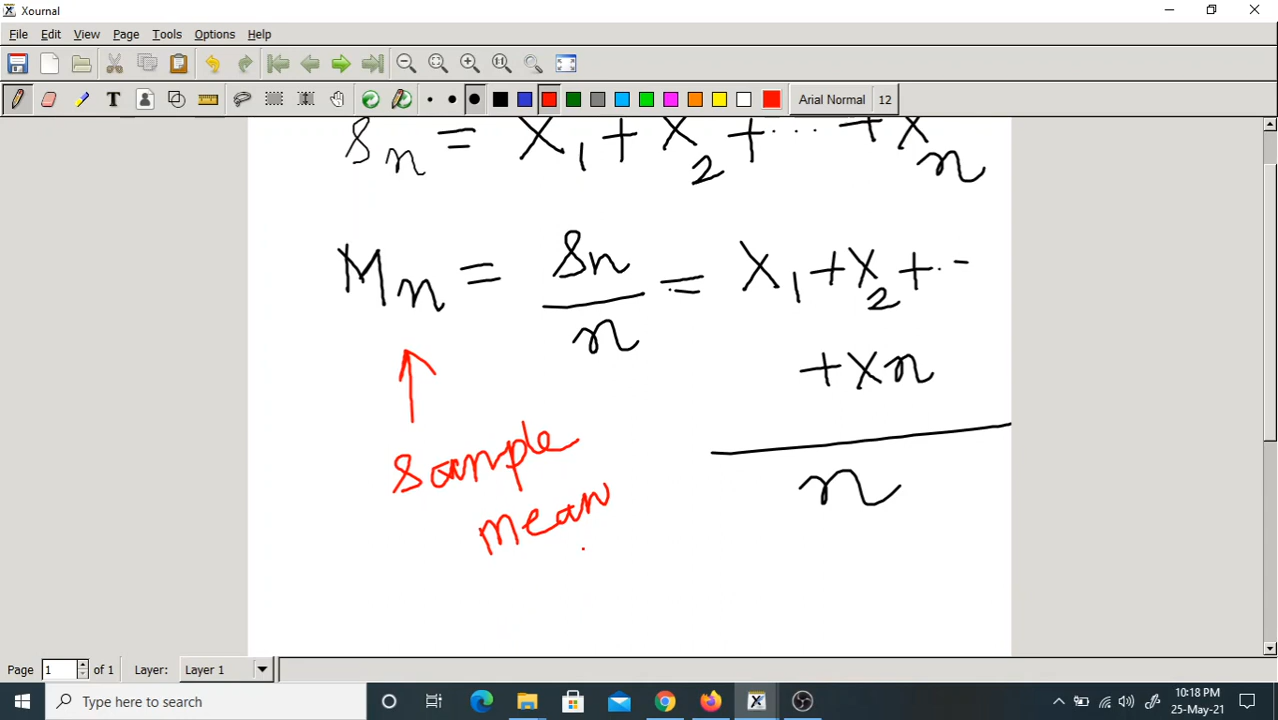 Xournal
File Edit View Page Tools Options Help
T Arial Normal 12
Sn = X1 + X2 + ... + Xn
Mn = Sn/n = X1 + X2 + ..
+ Xn
n
Sample
mean
Page 1 of 1 Layer: Layer 1
Type here to search
10:18 PM
25-May-21